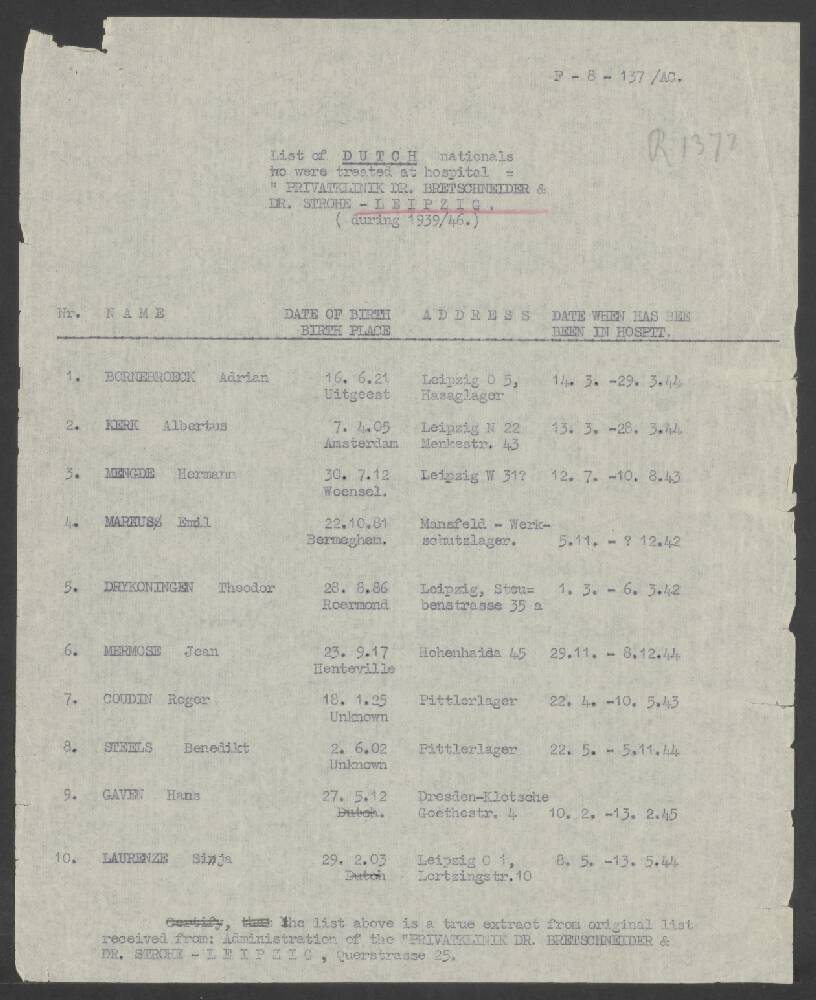 F - 8 - 137 /AC.
R 1372
List of D U T C H nationals
ho were treated at hospital =
" PRIVATKLINIK DR. BRETSCHNEIDER &
DR. STROHE - L E I P Z I G .
( during 1939/46.)
Nr. N A M E DATE OF BIRTH A D D R E S S DATE WHEN HAS BEE
BIRTH PLACE BEEN IN HOSPIT.
1. BORNEBROECK Adrian 16. 6.21 Leipzig O 5, 14. 3. -29. 3.44
Uitgeest Hasaglager
2. KERK Albertus 7. 4.05 Leipzig N 22 13. 3. -28. 3.44
Amsterdam Menkestr. 43
3. MENGDE Hermann 30. 7.12 Leipzig W 31? 12. 7. -10. 8.43
Woensel.
4. MARKUSS Emil 22.10.81 Mansfeld - Werk-
Bermeghem. schutzlager. 5.11. - ? 12.42
5. DRYKONINGEN Theodor 28. 8.86 Leipzig, Steu= 1. 3. - 6. 3.42
Roermond benstrasse 35 a
6. MERMOSE Jean 23. 9.17 Hohenhaida 45 29.11. - 8.12.44
Henteville
7. COUDIN Roger 18. 1.25 Pittlerlager 22. 4. -10. 5.43
Unknown
8. STEELS Benedikt 2. 6.02 Pittlerlager 22. 5. - 5.11.44
Unknown
9. GAVEN Hans 27. 5.12 Dresden-Klotsche
Dutch. Goethestr. 4 10. 2. -13. 2.45
10. LAURENZE Sinja 29. 2.03 Leipzig O 1, 8. 5. -13. 5.44
Dutch Lortzingstr.10
Certify, that the list above is a true extract from original list
received from: Administration of the "PRIVATKLINIK DR. BRETSCHNEIDER &
DR. STROHE - L E I P Z I G , Querstrasse 25.